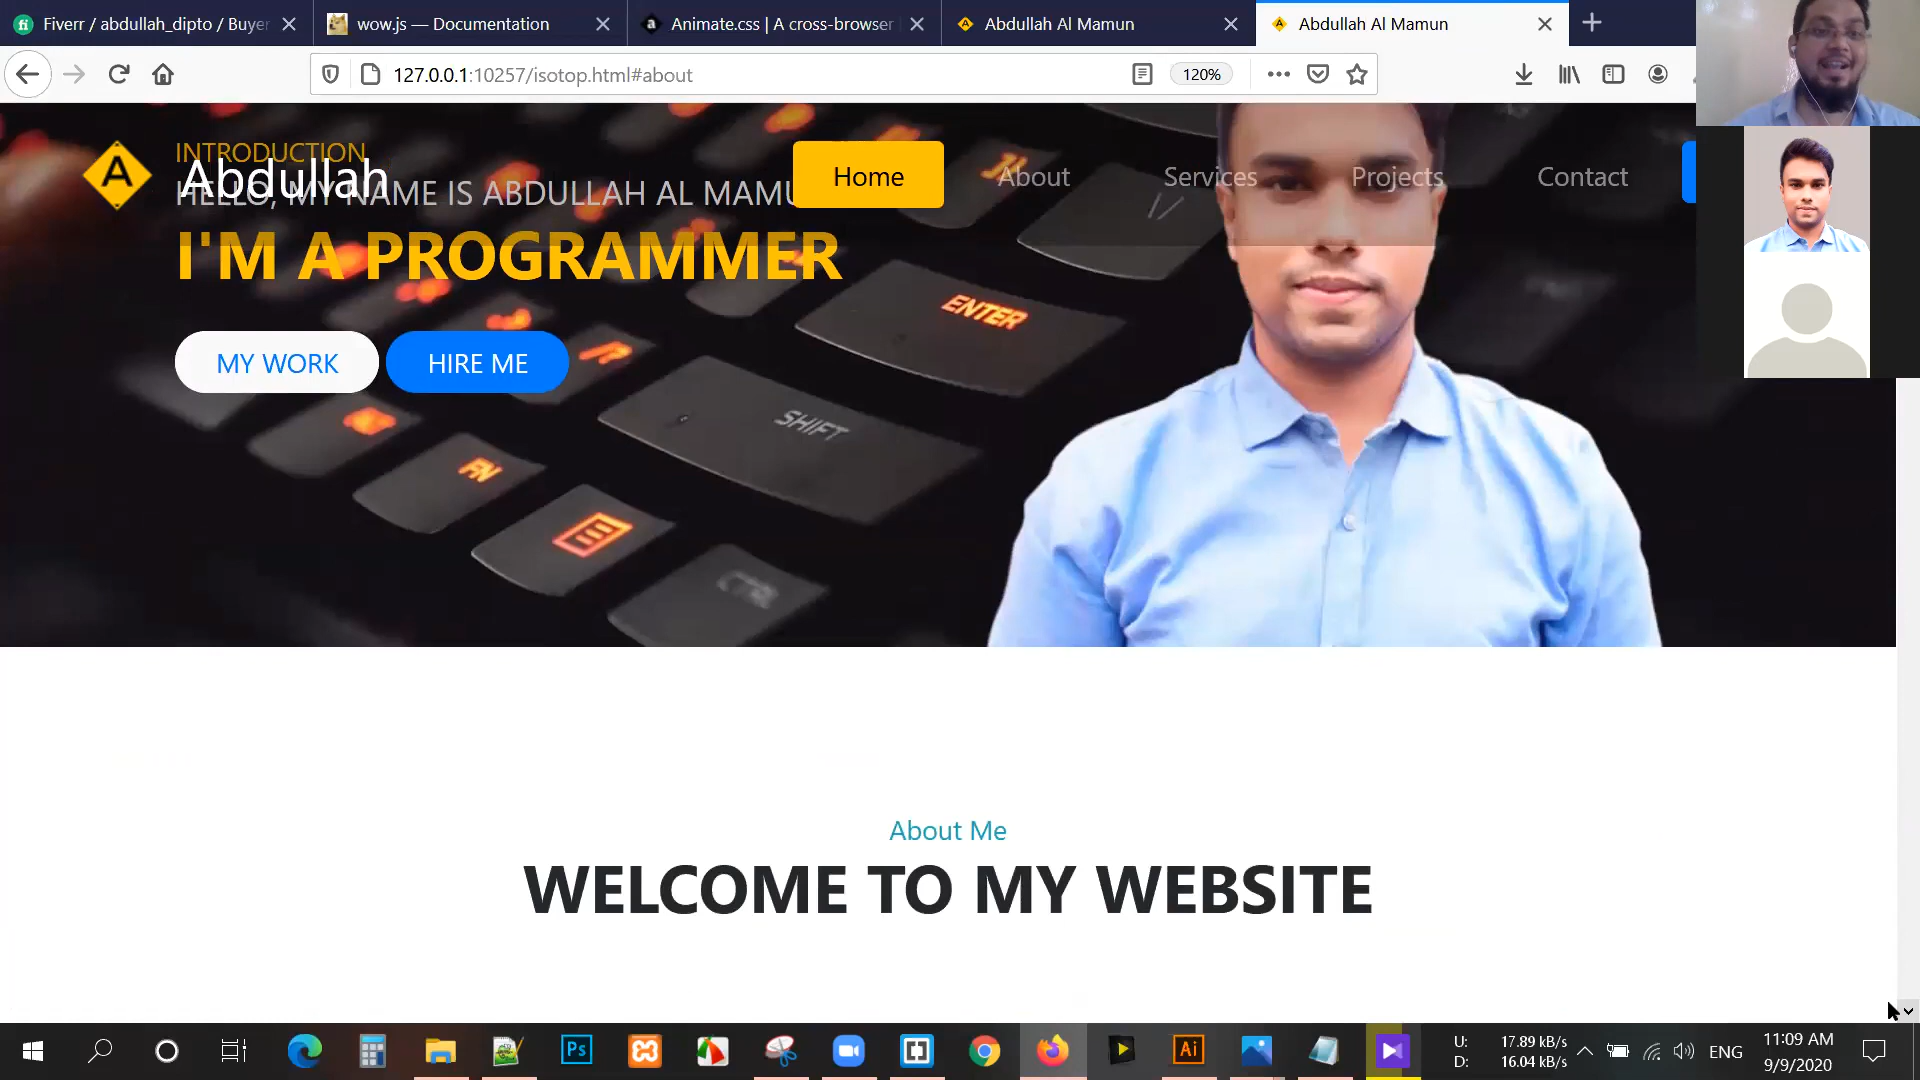 Fiverr / abdullah_dipto / Buyer
wow.js — Documentation
Animate.css | A cross-browser
Abdullah Al Mamun
Abdullah Al Mamun
127.0.0.1:10257/isotop.html#about
120%
INTRODUCTION
A
Abdullah
HELLO, MY NAME IS ABDULLAH AL MAMU
Home
About
Services
Projects
Contact
I'M A PROGRAMMER
MY WORK
HIRE ME
ENTER
SHIFT
FN
CTRL
About Me
WELCOME TO MY WEBSITE
Ps
Ai
U: 17.89 kB/s
D: 16.04 kB/s
ENG
11:09 AM
9/9/2020